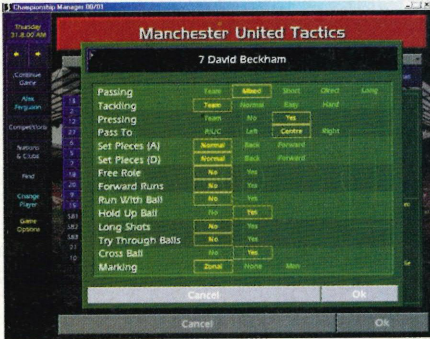 Championship Manager 00/01
Thursday
31.8.00 AM
Manchester United Tactics
7 David Beckham
Continue
Game
Alex
Ferguson
Competitions
Nations
& Clubs
Find
Change
Player
Game
Options
Passing Team Mixed Short Direct Long
Tackling Team Normal Easy Hard
Pressing Team No Yes
Pass To P/UC Left Centre Right
Set Pieces (A) Normal Back Forward
Set Pieces (D) Normal Back Forward
Free Role No Yes
Forward Runs No Yes
Run With Ball No Yes
Hold Up Ball No Yes
Long Shots No Yes
Try Through Balls No Yes
Cross Ball No Yes
Marking Zonal None Man
Cancel Ok
Cancel Ok